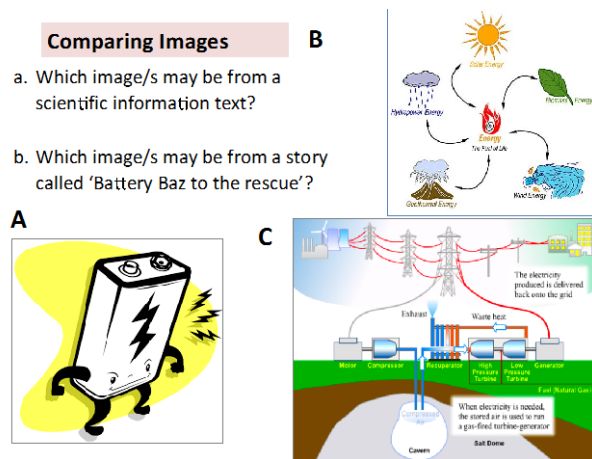 Comparing Images
a. Which image/s may be from a
scientific information text?
b. Which image/s may be from a story
called ‘Battery Baz to the rescue’?
A
B
Solar Energy
Hydropower Energy
Biomass Energy
Energy
The Fuel of Life
Geothermal Energy
Wind Energy
C
The electricity
produced is delivered
back onto the grid
Exhaust
Waste heat
Motor
Compressor
Recuperator
High
Pressure
Turbine
Low
Pressure
Turbine
Generator
Fuel (Natural Gas)
Compressed
Air
When electricity is needed,
the stored air is used to run
a gas-fired turbine-generator
Cavern
Salt Dome